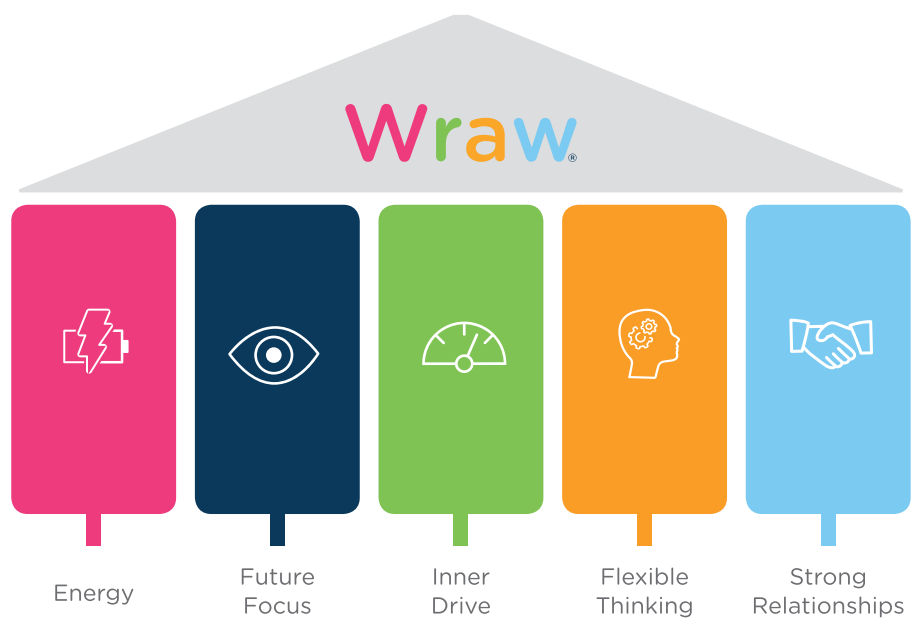 Wraw®
Energy
Future
Focus
Inner
Drive
Flexible
Thinking
Strong
Relationships